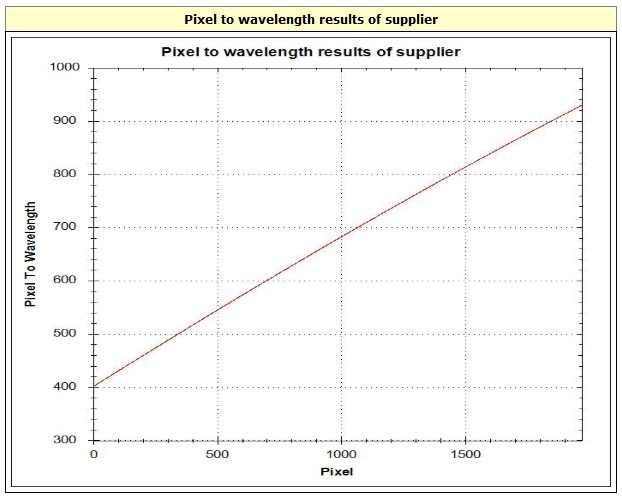 Pixel to wavelength results of supplier
Pixel to wavelength results of supplier
1000
900
800
700
600
500
400
300
Pixel To Wavelength
0 500 1000 1500
Pixel